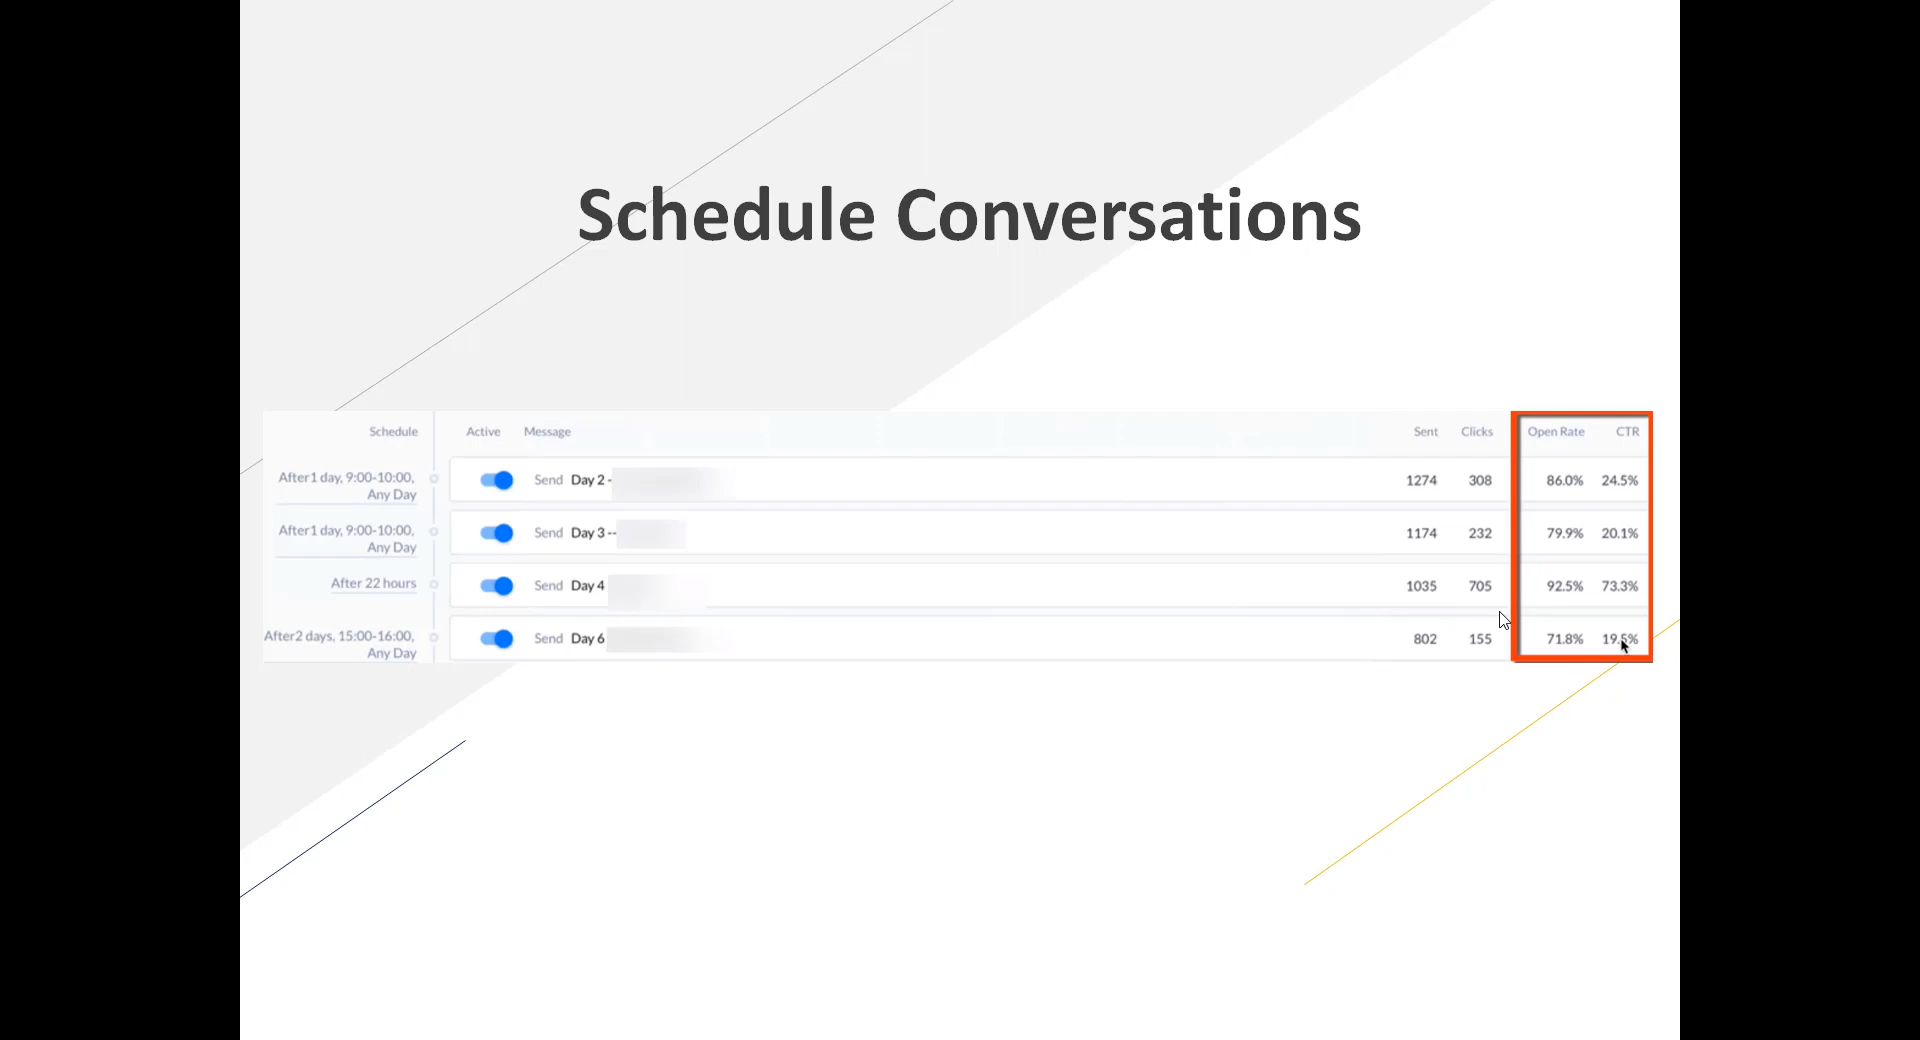 Schedule Conversations
Schedule Active Message Sent Clicks Open Rate CTR
After1 day, 9:00-10:00,
Any Day
Send Day 2 - 1274 308 86.0% 24.5%
After1 day, 9:00-10:00,
Any Day
Send Day 3 -- 1174 232 79.9% 20.1%
After 22 hours
Send Day 4 1035 705 92.5% 73.3%
After2 days, 15:00-16:00,
Any Day
Send Day 6 802 155 71.8% 19.5%